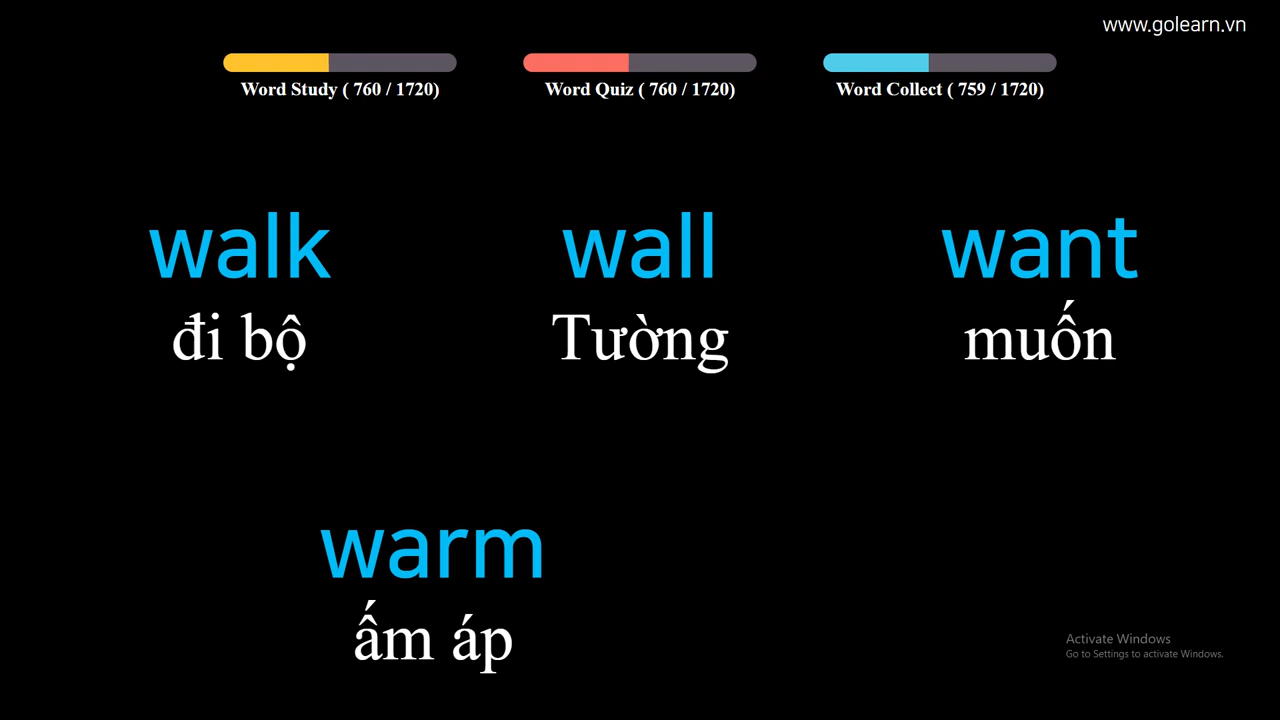 www.golearn.vn
Word Study ( 760 / 1720)
Word Quiz ( 760 / 1720)
Word Collect ( 759 / 1720)
walk
đi bộ
wall
Tường
want
muốn
warm
ấm áp
Activate Windows
Go to Settings to activate Windows.